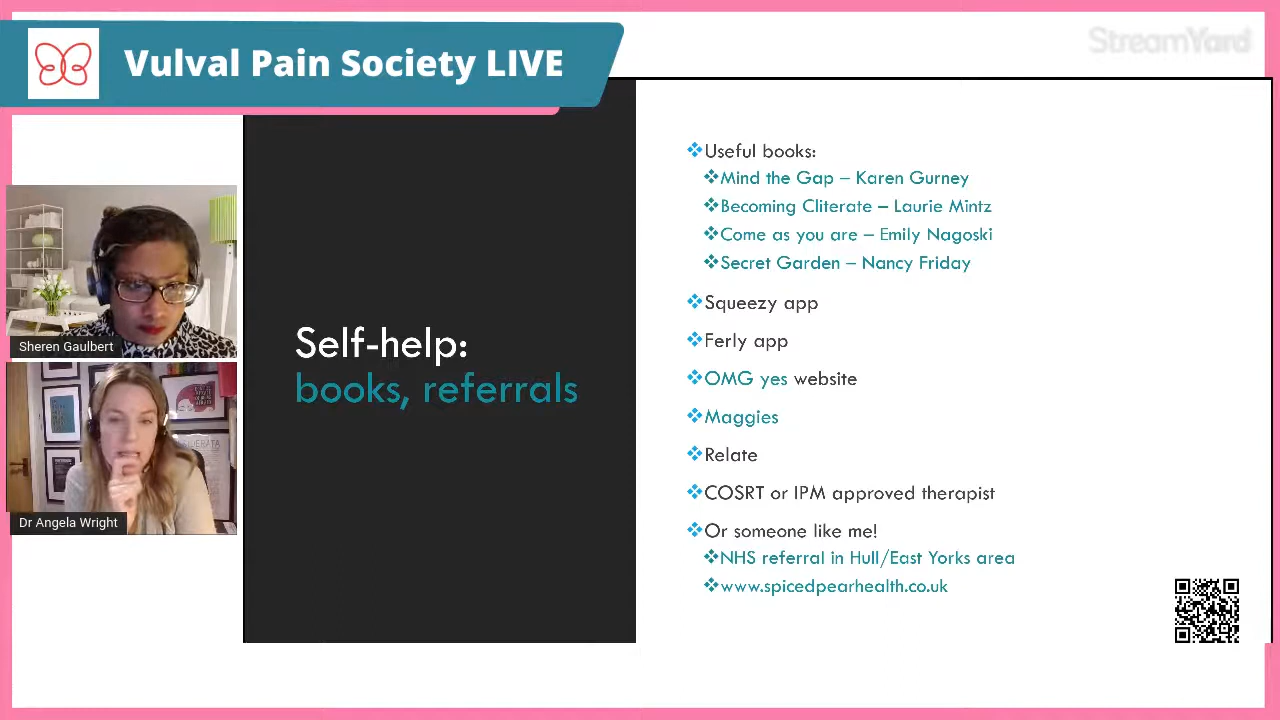 Vulval Pain Society LIVE
StreamYard
Sheren Gaulbert
Dr Angela Wright
Self-help:
books, referrals
Useful books:
Mind the Gap – Karen Gurney
Becoming Cliterate – Laurie Mintz
Come as you are – Emily Nagoski
Secret Garden – Nancy Friday
Squeezy app
Ferly app
OMG yes website
Maggies
Relate
COSRT or IPM approved therapist
Or someone like me!
NHS referral in Hull/East Yorks area
www.spicedpearhealth.co.uk